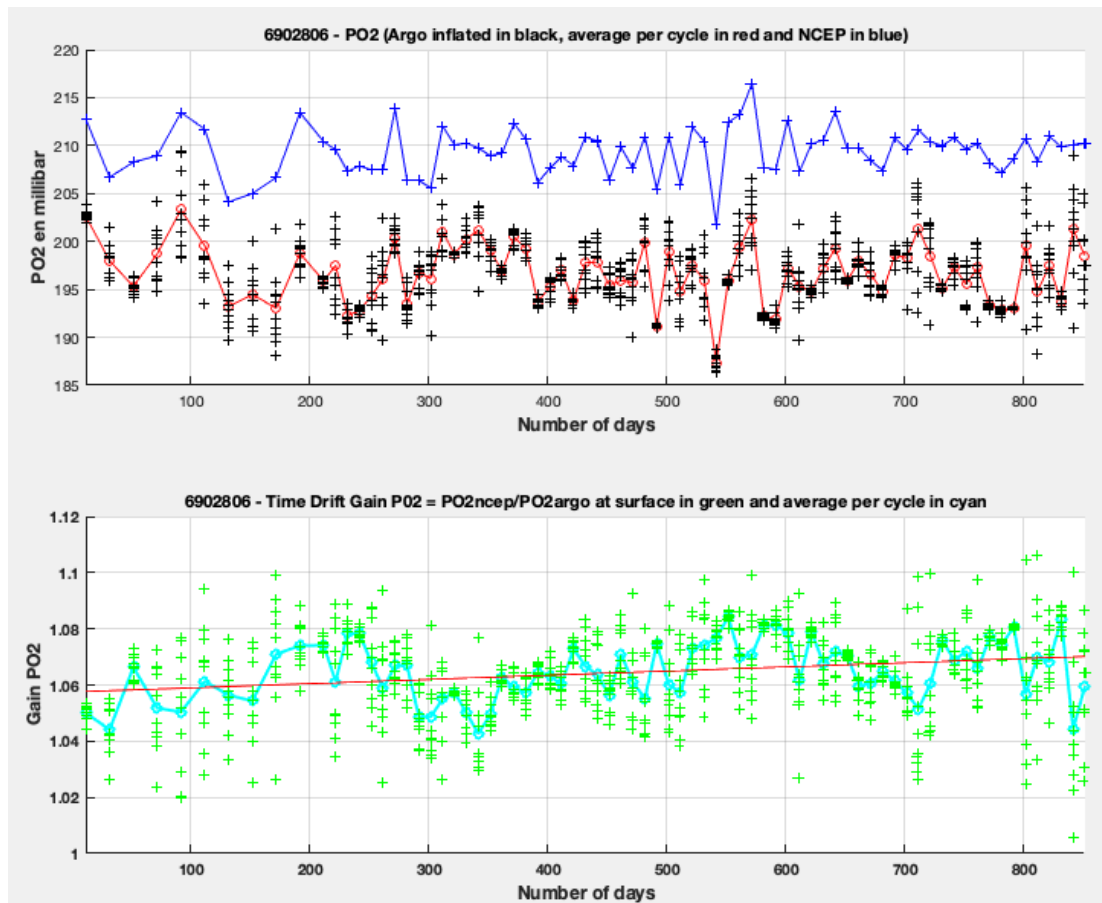 6902806 - PO2 (Argo inflated in black, average per cycle in red and NCEP in blue)
220
215
210
205
200
195
190
185
PO2 en millibar
100 200 300 400 500 600 700 800
Number of days
6902806 - Time Drift Gain P02 = PO2ncep/PO2argo at surface in green and average per cycle in cyan
1.12
1.1
1.08
1.06
1.04
1.02
1
Gain PO2
100 200 300 400 500 600 700 800
Number of days